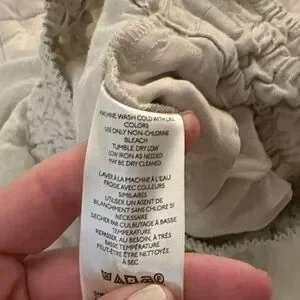 MACHINE WASH COLD WITH LIKE
COLORS
USE ONLY NON-CHLORINE
BLEACH
TUMBLE DRY LOW
LOW IRON AS NEEDED
MAY BE DRY CLEANED
LAVER À LA MACHINE À L'EAU
FROIDE AVEC COULEURS
SIMILAIRES
UTILISER UN AGENT DE
BLANCHIMENT SANS CHLORE SI
NÉCESSAIRE
SÉCHER PAR CULBUTAGE À BASSE
TEMPÉRATURE
REPASSER, AU BESOIN, À TRÈS
BASSE TEMPÉRATURE
PEUT-ÊTRE ÊTRE NETTOYÉ
À SEC